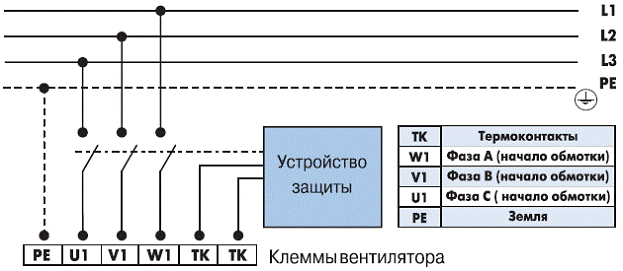 L1
L2
L3
PE
Устройство
защиты
TK Термоконтакты
W1 Фаза A (начало обмотки)
V1 Фаза B (начало обмотки)
U1 Фаза C ( начало обмотки)
PE Земля
PE U1 V1 W1 TK TK Клеммы вентилятора